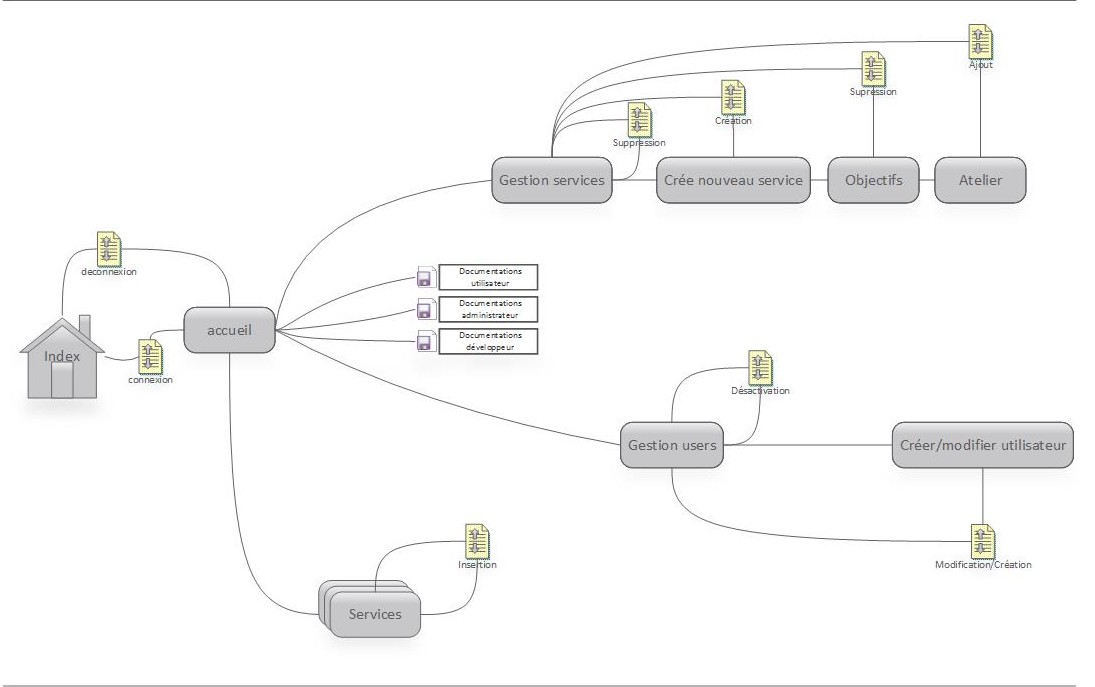 Ajout
Supression
Création
Suppression
Gestion services
Crée nouveau service
Objectifs
Atelier
deconnexion
Documentations
utilisateur
Documentations
administrateur
Documentations
développeur
accueil
Index
connexion
Désactivation
Gestion users
Créer/modifier utilisateur
Insertion
Modification/Création
Services